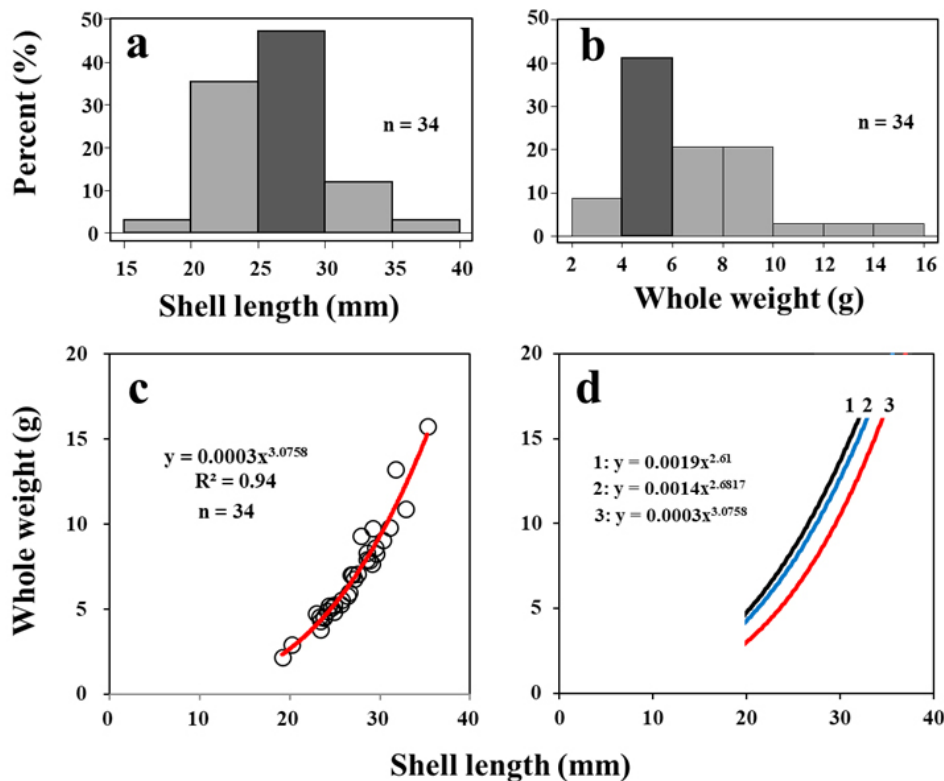 a
50
40
30
20
10
0
n = 34
15 20 25 30 35 40
Shell length (mm)
Percent (%)
b
50
40
30
20
10
0
n = 34
2 4 6 8 10 12 14 16
Whole weight (g)
c
20
15
10
5
0
y = 0.0003x^3.0758
R² = 0.94
n = 34
0 20 30 40
Whole weight (g)
d
20
15
10
5
0
1 2 3
1: y = 0.0019x^2.61
2: y = 0.0014x^2.6817
3: y = 0.0003x^3.0758
0 10 20 30 40
Shell length (mm)